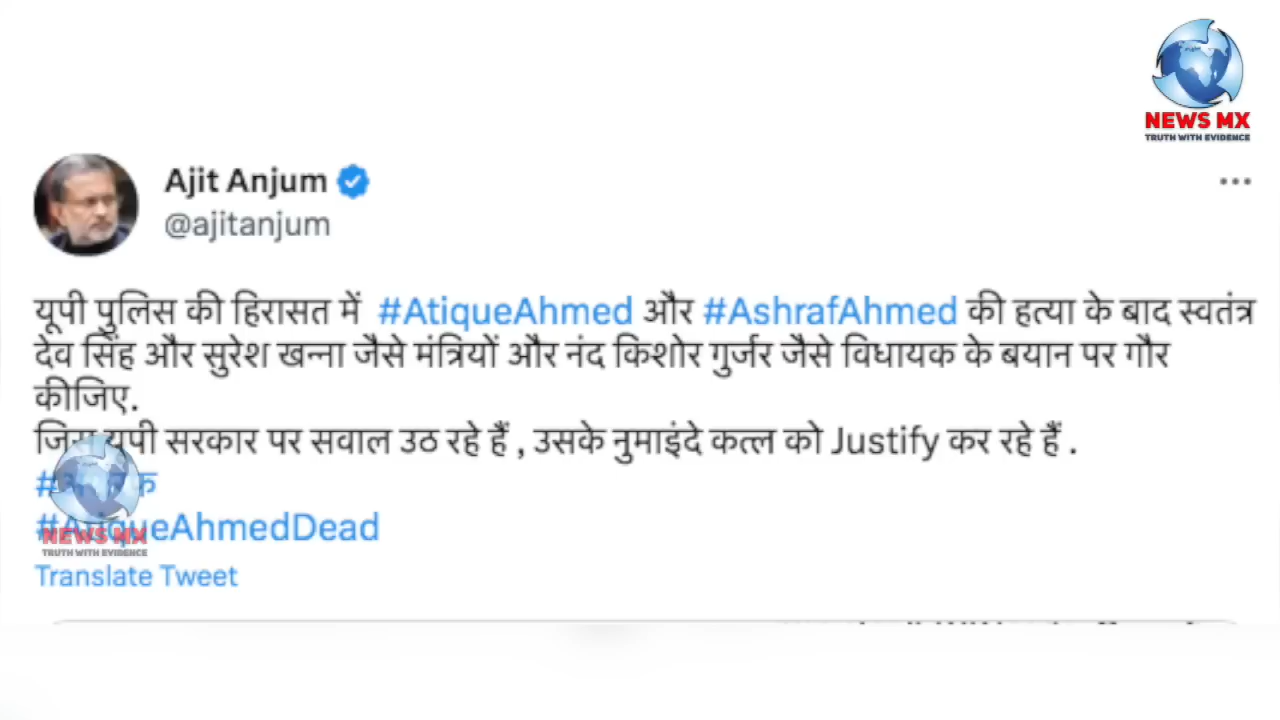 NEWS MX
TRUTH WITH EVIDENCE
Ajit Anjum
@ajitanjum
यूपी पुलिस की हिरासत में #AtiqueAhmed और #AshrafAhmed की हत्या के बाद स्वतंत्र
देव सिंह और सुरेश खन्ना जैसे मंत्रियों और नंद किशोर गुर्जर जैसे विधायक के बयान पर गौर
कीजिए.
जिस यूपी सरकार पर सवाल उठ रहे हैं , उसके नुमाइंदे कत्ल को Justify कर रहे हैं .
#AtiqueAhmedDead
NEWS MX
TRUTH WITH EVIDENCE
Translate Tweet